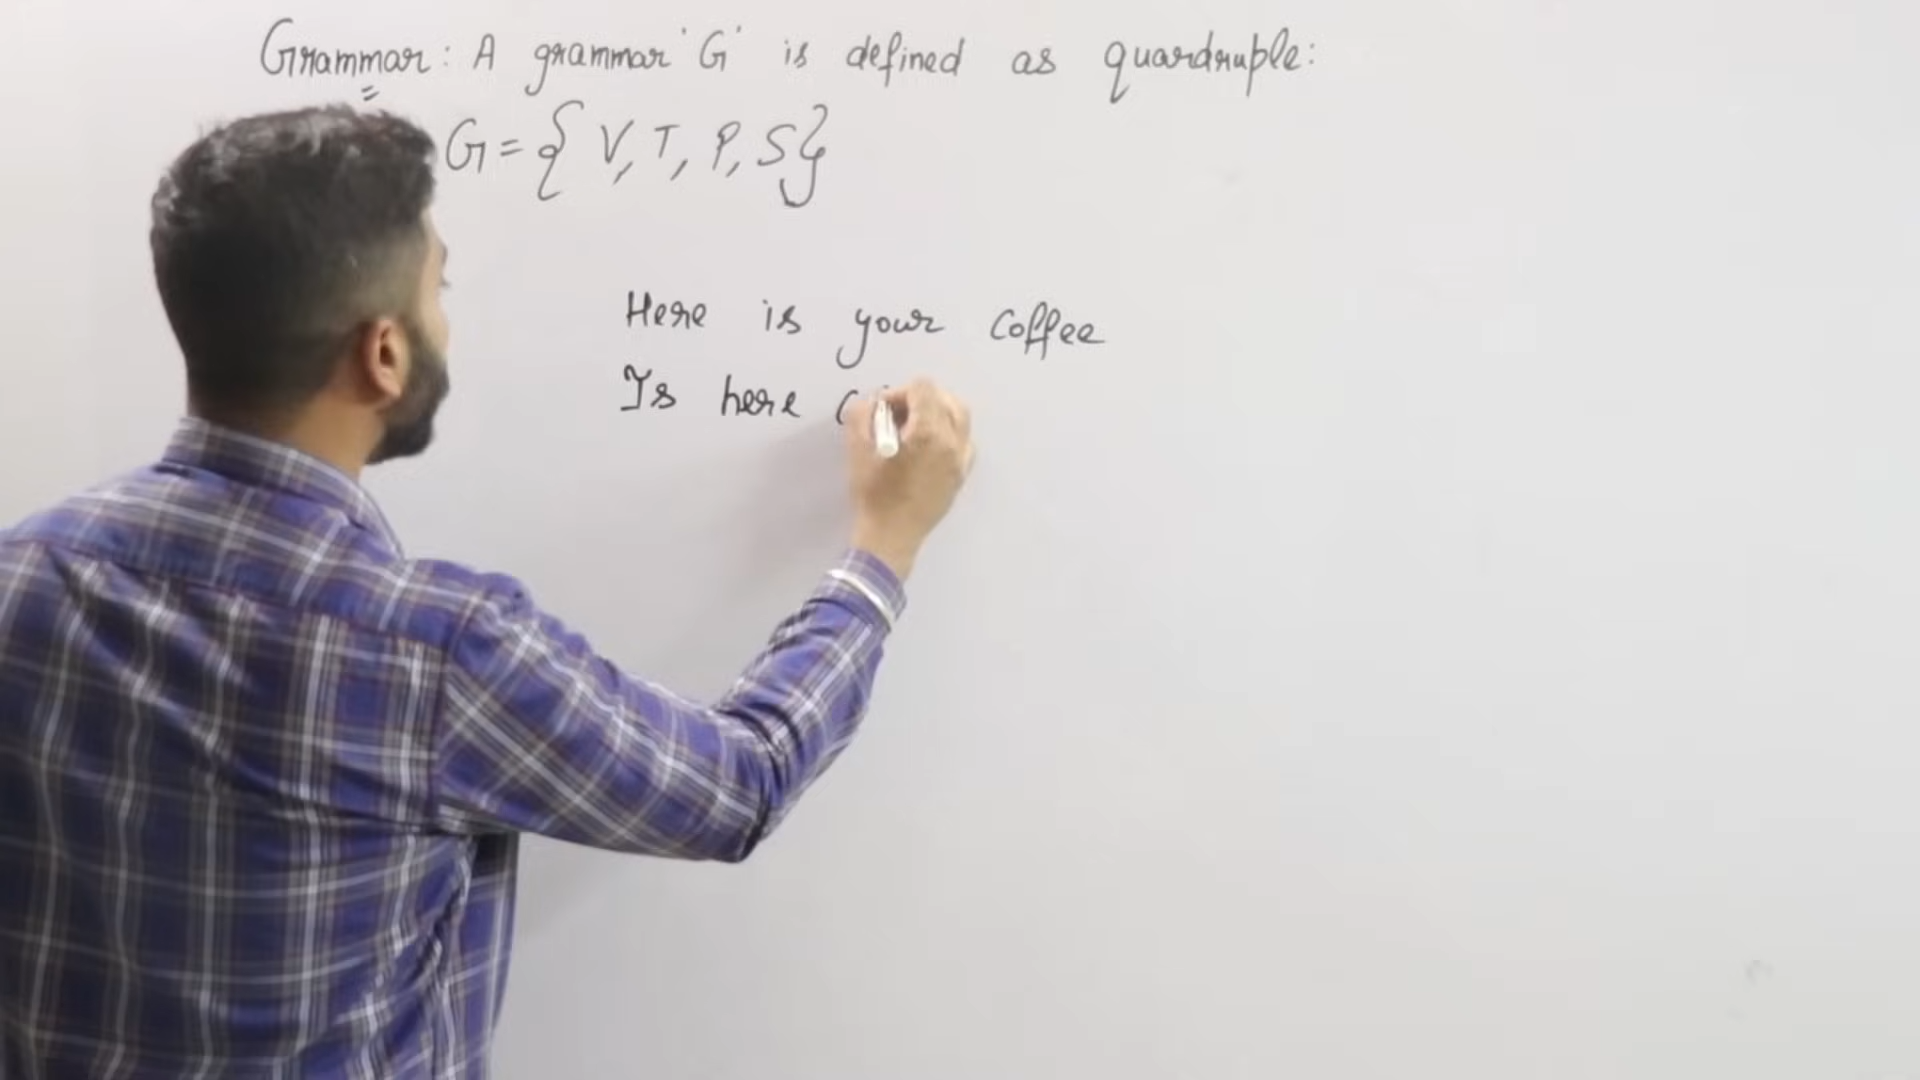 Grammar: A grammar 'G' is defined as quardruple:
G = { V, T, P, S}
Here is your Coffee
Is here